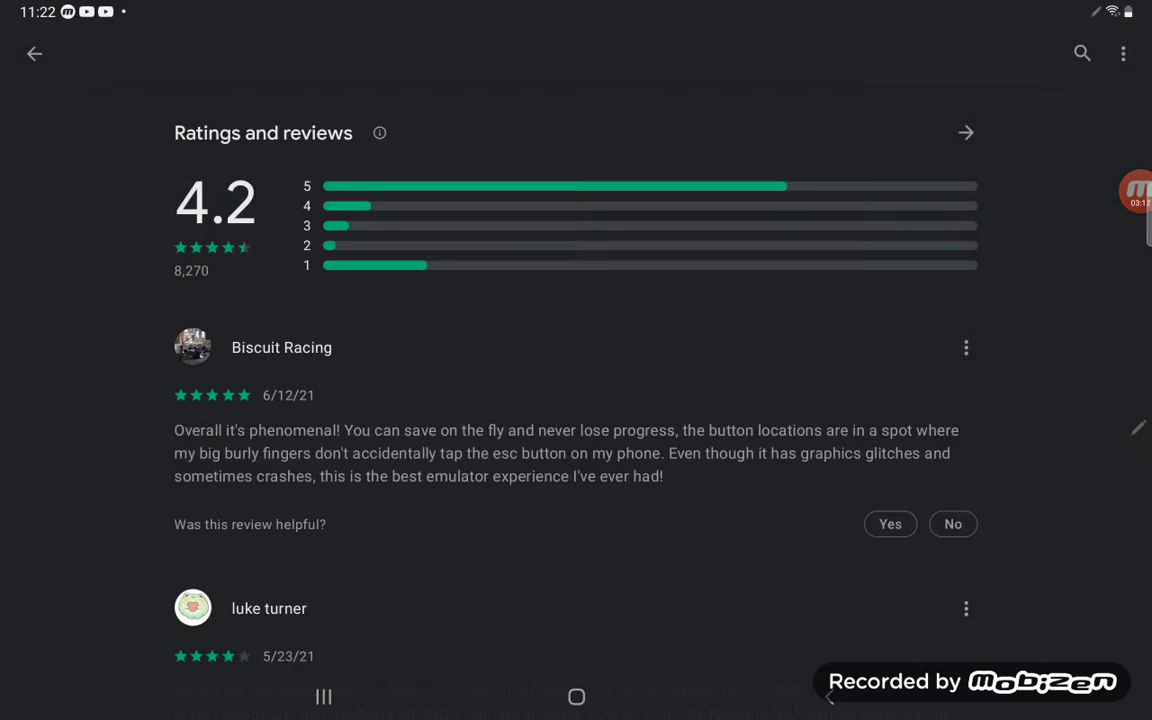 11:22
Ratings and reviews
4.2
8,270
5
4
3
2
1
03:12
Biscuit Racing
6/12/21
Overall it's phenomenal! You can save on the fly and never lose progress, the button locations are in a spot where
my big burly fingers don't accidentally tap the esc button on my phone. Even though it has graphics glitches and
sometimes crashes, this is the best emulator experience I've ever had!
Was this review helpful?
Yes
No
luke turner
5/23/21
Recorded by mobizen